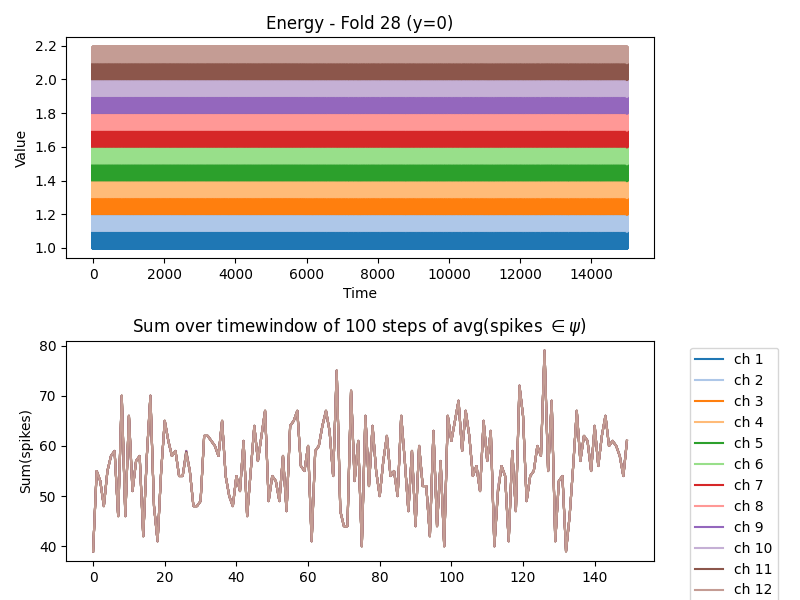 Energy - Fold 28 (y=0)
2.2
2.0
1.8
1.6
1.4
1.2
1.0
Value
0 2000 4000 6000 8000 10000 12000 14000
Time
Sum over timewindow of 100 steps of avg(spikes ∈ψ)
80
70
60
50
40
Sum(spikes)
0 20 40 60 80 100 120 140
ch 1
ch 2
ch 3
ch 4
ch 5
ch 6
ch 7
ch 8
ch 9
ch 10
ch 11
ch 12